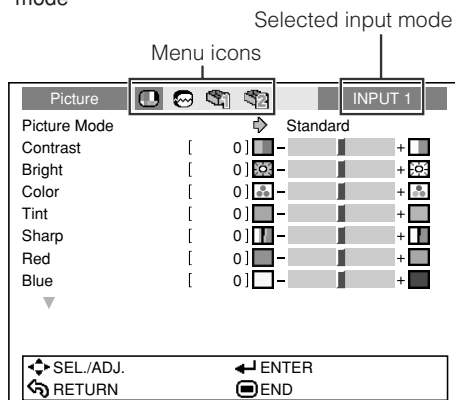 mode
Selected input mode
Menu icons
Picture INPUT 1
Picture Mode Standard
Contrast [ 0] - +
Bright [ 0] - +
Color [ 0] - +
Tint [ 0] - +
Sharp [ 0] - +
Red [ 0] - +
Blue [ 0] - +
SEL./ADJ. ENTER
RETURN END